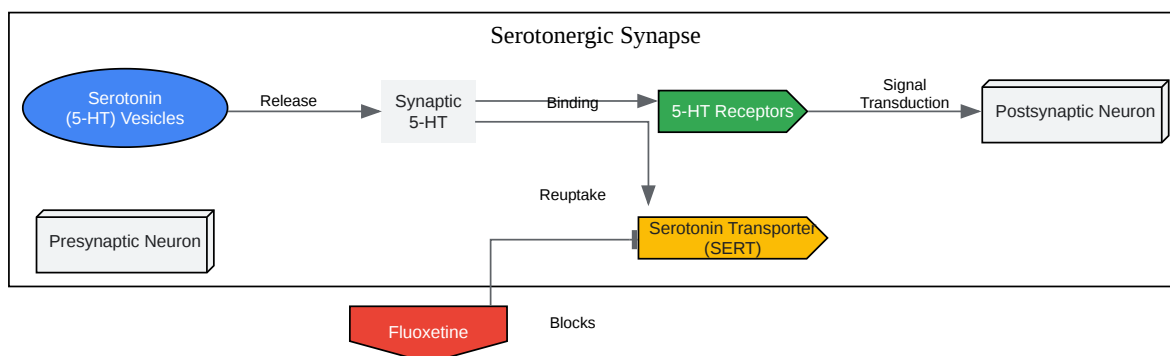 Serotonergic Synapse
Serotonin
(5-HT) Vesicles
Release
Synaptic
5-HT
Binding
5-HT Receptors
Signal
Transduction
Postsynaptic Neuron
Reuptake
Presynaptic Neuron
Serotonin Transporter
(SERT)
Fluoxetine
Blocks